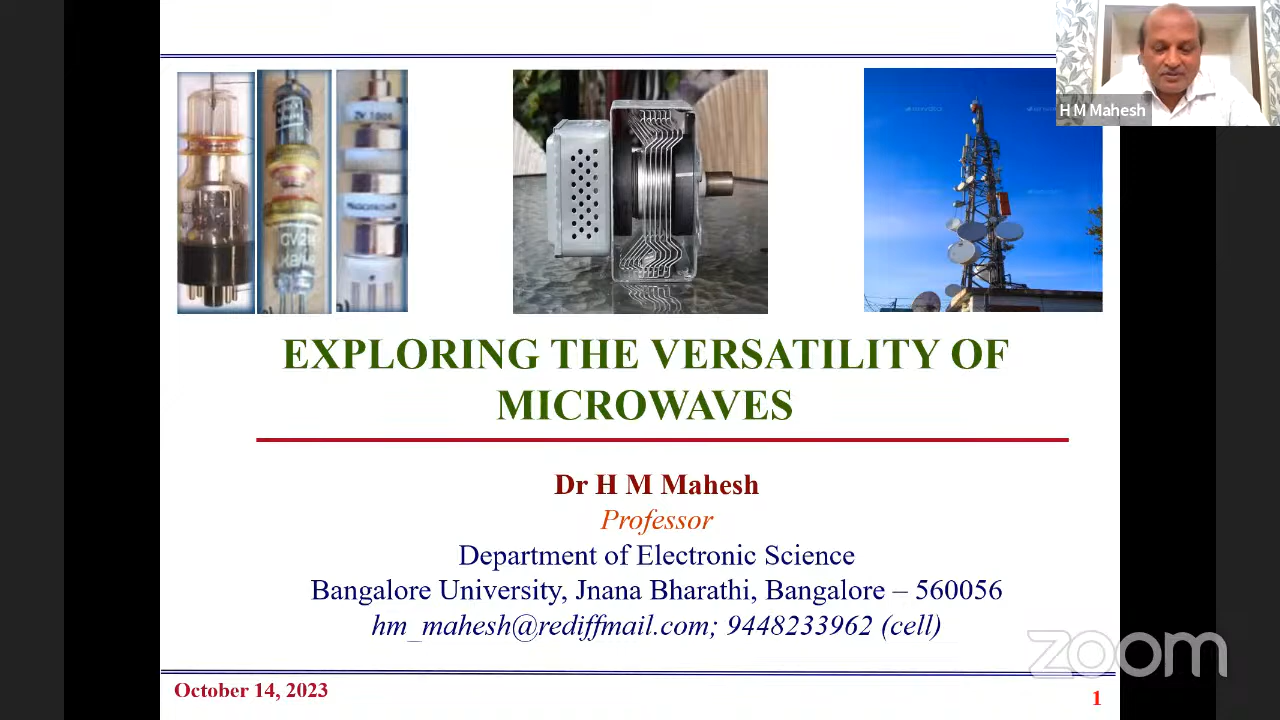 H M Mahesh
EXPLORING THE VERSATILITY OF
MICROWAVES
Dr H M Mahesh
Professor
Department of Electronic Science
Bangalore University, Jnana Bharathi, Bangalore – 560056
hm_mahesh@rediffmail.com; 9448233962 (cell)
zoom
October 14, 2023
1